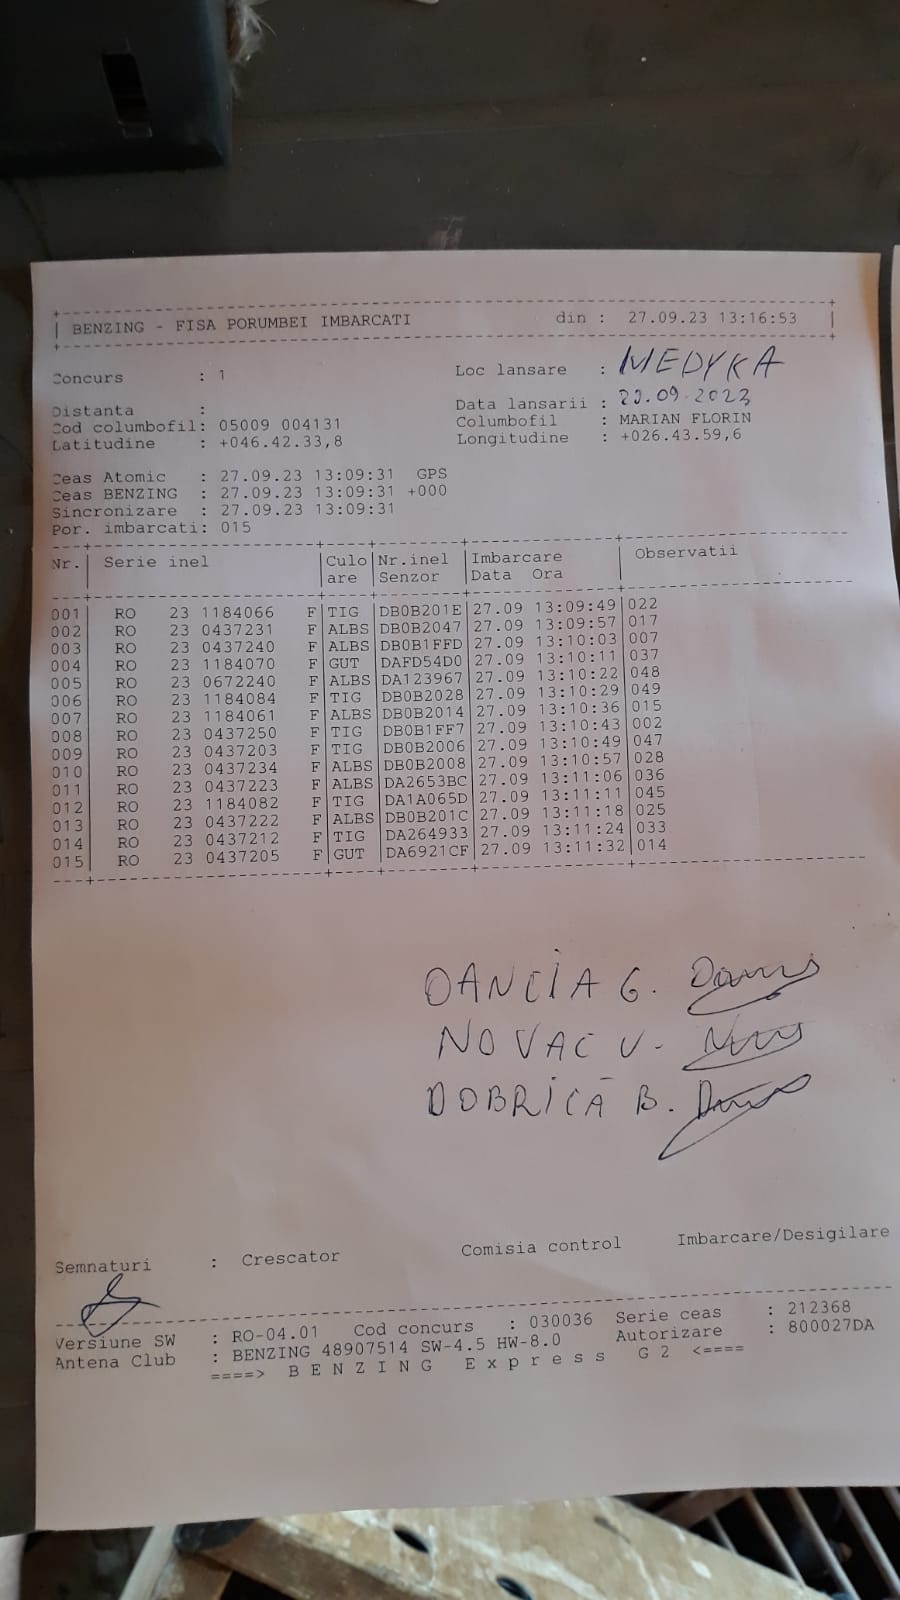 BENZING - FISA PORUMBEI IMBARCATI din : 27.09.23 13:16:53
Concurs : 1 Loc lansare : MEDYKA
Distanta : Data lansarii : 29.09.2023
Cod columbofil: 05009 004131 Columbofil : MARIAN FLORIN
Latitudine : +046.42.33,8 Longitudine : +026.43.59,6
Ceas Atomic : 27.09.23 13:09:31 GPS
Ceas BENZING : 27.09.23 13:09:31 +000
Sincronizare : 27.09.23 13:09:31
Por. imbarcati: 015
Nr. Serie inel Culo Nr.inel Imbarcare Observatii
are Senzor Data Ora
001 RO 23 1184066 F TIG DB0B201E 27.09 13:09:49 022
002 RO 23 0437231 F ALBS DB0B2047 27.09 13:09:57 017
003 RO 23 0437240 F ALBS DB0B1FFD 27.09 13:10:03 007
004 RO 23 1184070 F GUT DAFD54D0 27.09 13:10:11 037
005 RO 23 0672240 F ALBS DA123967 27.09 13:10:22 048
006 RO 23 1184084 F TIG DB0B2028 27.09 13:10:29 049
007 RO 23 1184061 F ALBS DB0B2014 27.09 13:10:36 015
008 RO 23 0437250 F TIG DB0B1FF7 27.09 13:10:43 002
009 RO 23 0437203 F TIG DB0B2006 27.09 13:10:49 047
010 RO 23 0437234 F ALBS DB0B2008 27.09 13:10:57 028
011 RO 23 0437223 F ALBS DA2653BC 27.09 13:11:06 036
012 RO 23 1184082 F TIG DA1A065D 27.09 13:11:11 045
013 RO 23 0437222 F ALBS DB0B201C 27.09 13:11:18 025
014 RO 23 0437212 F TIG DA264933 27.09 13:11:24 033
015 RO 23 0437205 F GUT DA6921CF 27.09 13:11:32 014
OANCIA G.
NOVAC V.
DOBRICĂ B.
Semnaturi : Crescator Comisia control Imbarcare/Desigilare
Versiune SW : RO-04.01 Cod concurs : 030036 Serie ceas : 212368
Antena Club : BENZING 48907514 SW-4.5 HW-8.0 Autorizare : 800027DA
====> B E N Z I N G E x p r e s s G 2 <====